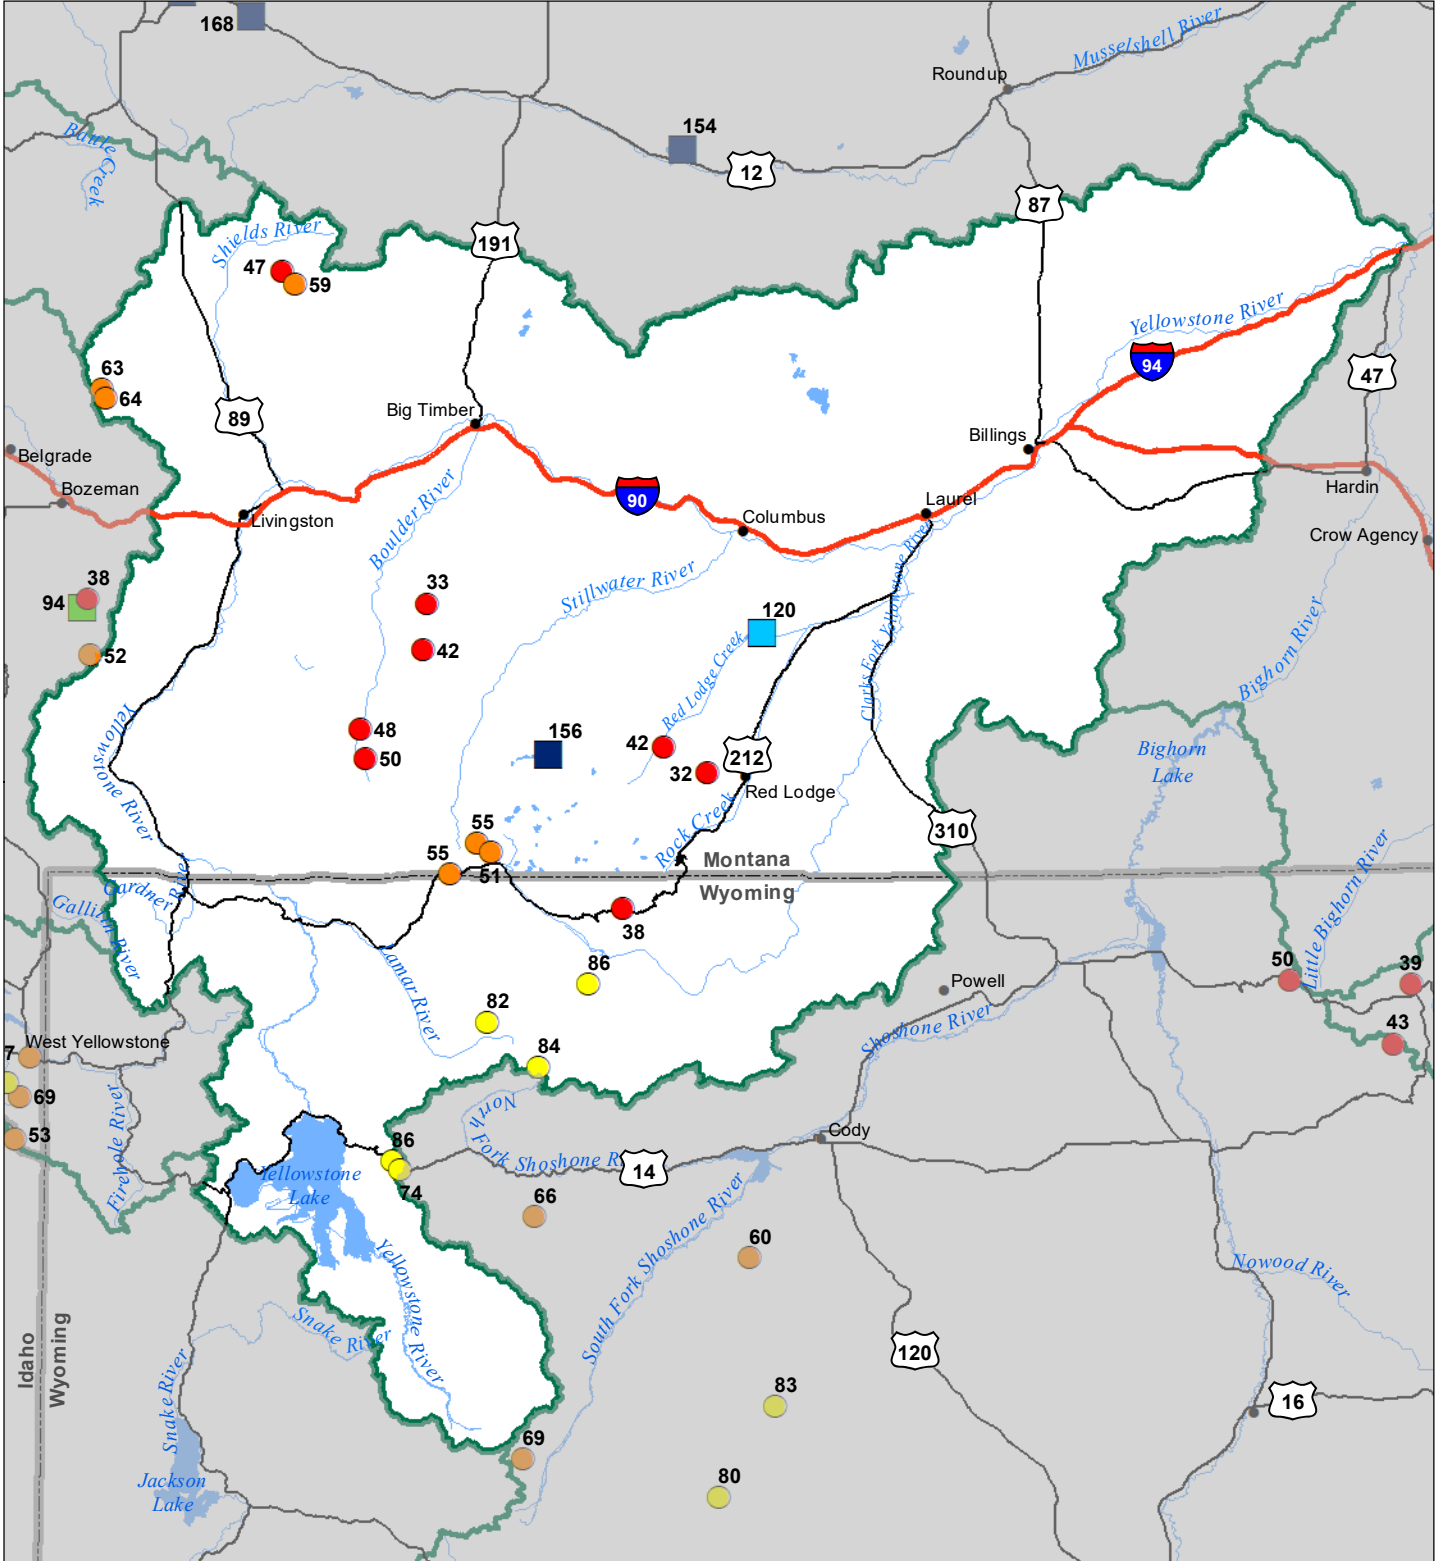 168
Musselshell River
Roundup
Battle Creek
154
12
87
Shields River
191
47
59
Yellowstone River
94
63
64
47
89
Big Timber
Billings
Belgrade
Bozeman
Livingston
90
Laurel
Hardin
Columbus
Crow Agency
Boulder River
Stillwater River
Clarks Fork Yellowstone River
38
94
33
120
52
42
Red Lodge Creek
Bighorn River
Yellowstone River
48
50
156
42
32
212
Red Lodge
Bighorn Lake
310
55
55
51
Rock Creek
Montana
Wyoming
Little Bighorn River
Gardner River
Gallatin River
38
86
Lamar River
82
84
Powell
Shoshone River
50
39
43
7
West Yellowstone
69
53
Firehole River
North Fork Shoshone R
14
Cody
86
74
Yellowstone Lake
66
60
South Fork Shoshone River
Yellowstone River
Nowood River
Snake River
Idaho
Wyoming
120
Snake River
83
16
69
80
Jackson Lake